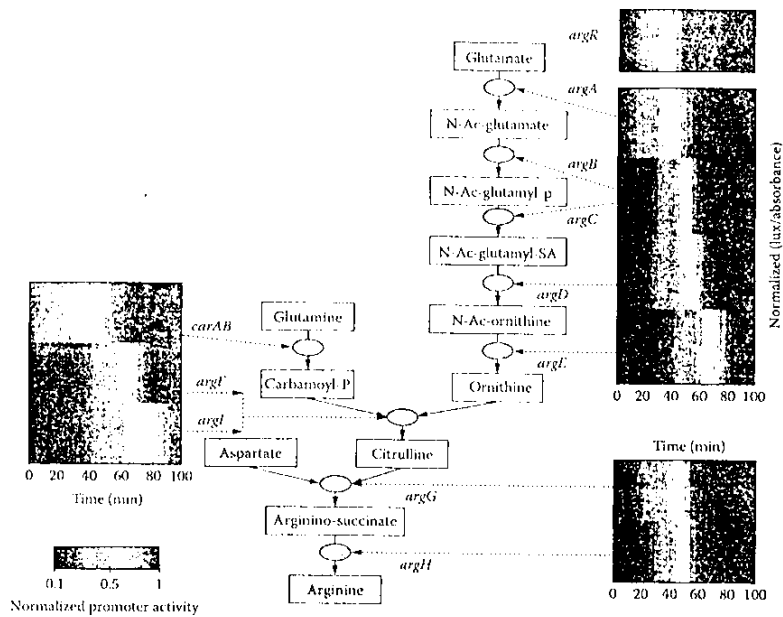 argR
Glutamate
argA
N-Ac-glutamate
argB
N-Ac-glutamyl-p
argC
N-Ac-glutamyl-SA
argD
N-Ac-ornithine
argE
Ornithine
Normalized (lux/absorbance)
0 20 40 60 80 100
Time (min)
carAB
Glutamine
Carbamoyl-P
argF
argI
0 20 40 60 80 100
Time (min)
Aspartate
Citrulline
argG
Arginino-succinate
argH
Arginine
0 20 40 60 80 100
0.1 0.5 1
Normalized promoter activity